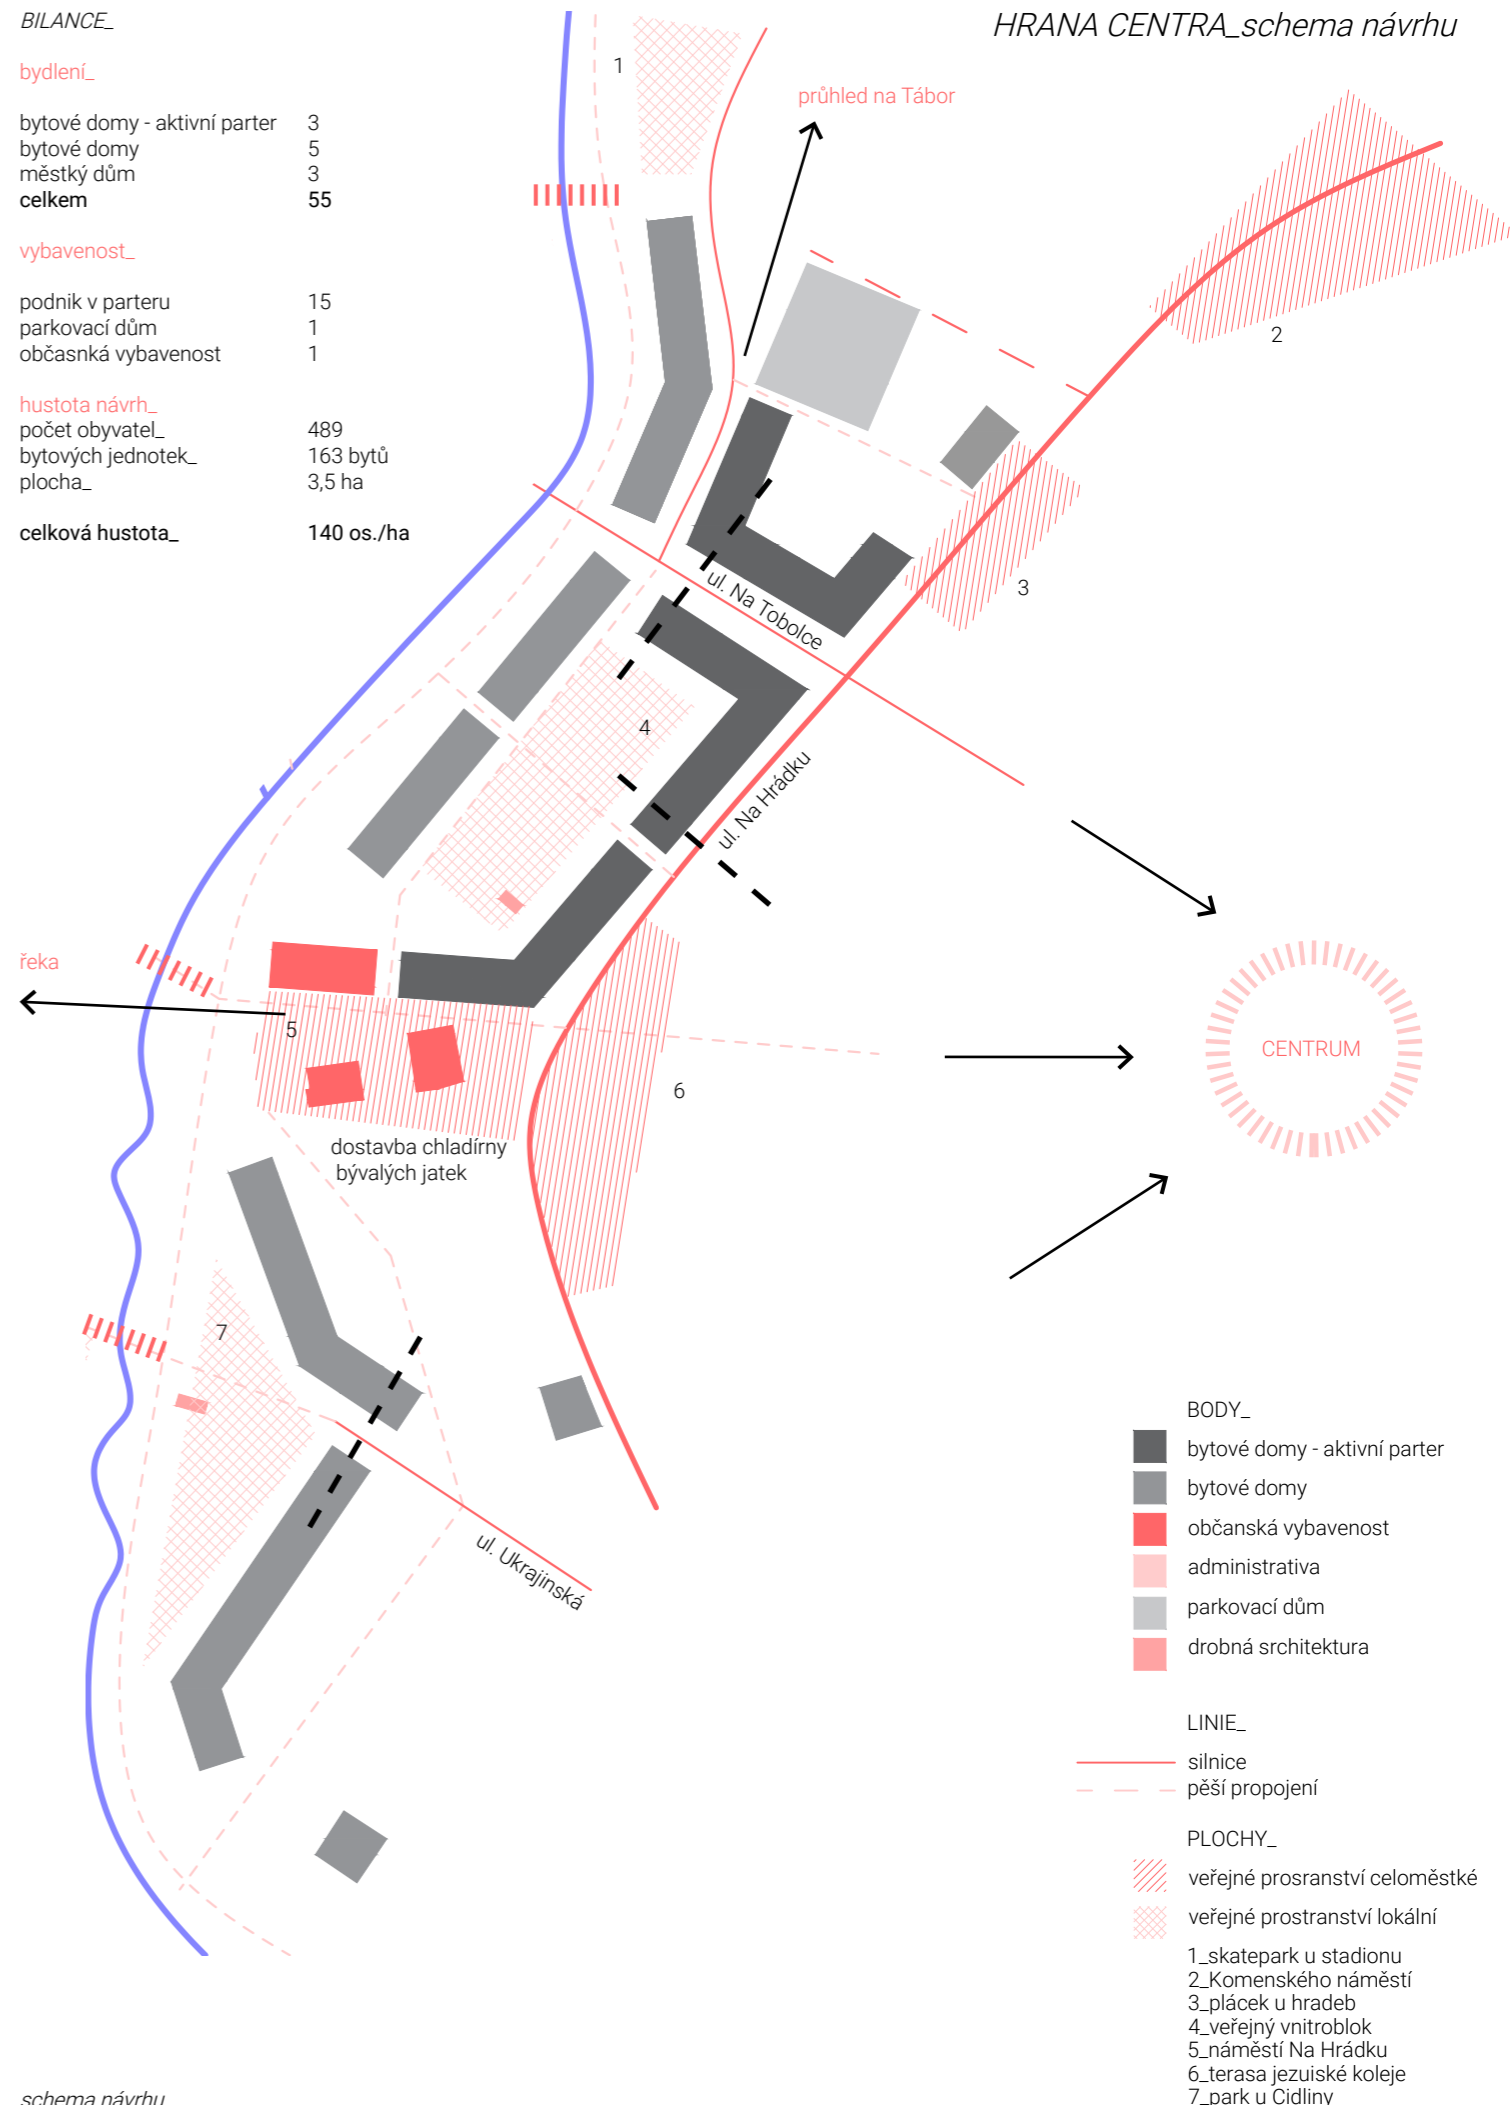 BILANCE_
HRANA CENTRA_schema návrhu
bydlení_
bytové domy - aktivní parter 3
bytové domy 5
městký dům 3
celkem 55
vybavenost_
podnik v parteru 15
parkovací dům 1
občasnká vybavenost 1
hustota návrh_
počet obyvatel_ 489
bytových jednotek_ 163 bytů
plocha_ 3,5 ha
celková hustota_ 140 os./ha
1
průhled na Tábor
2
3
ul. Na Tobolce
4
ul. Na Hrádku
řeka
5
CENTRUM
6
dostavba chladírny
bývalých jatek
7
ul. Ukrajinská
BODY_
bytové domy - aktivní parter
bytové domy
občanská vybavenost
administrativa
parkovací dům
drobná srchitektura
LINIE_
silnice
pěší propojení
PLOCHY_
veřejné prosranství celoměstké
veřejné prostranství lokální
1_skatepark u stadionu
2_Komenského náměstí
3_plácek u hradeb
4_veřejný vnitroblok
5_náměstí Na Hrádku
6_terasa jezuiské koleje
7_park u Cidliny
schema návrhu